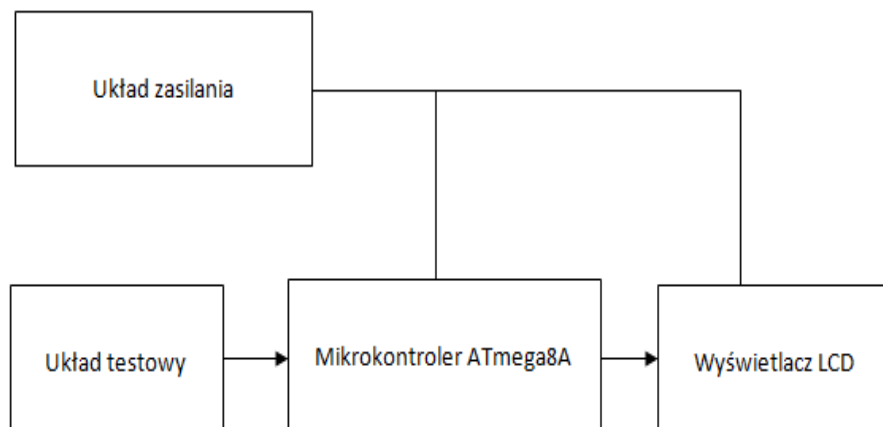 Układ zasilania
Układ testowy
Mikrokontroler ATmega8A
Wyświetlacz LCD